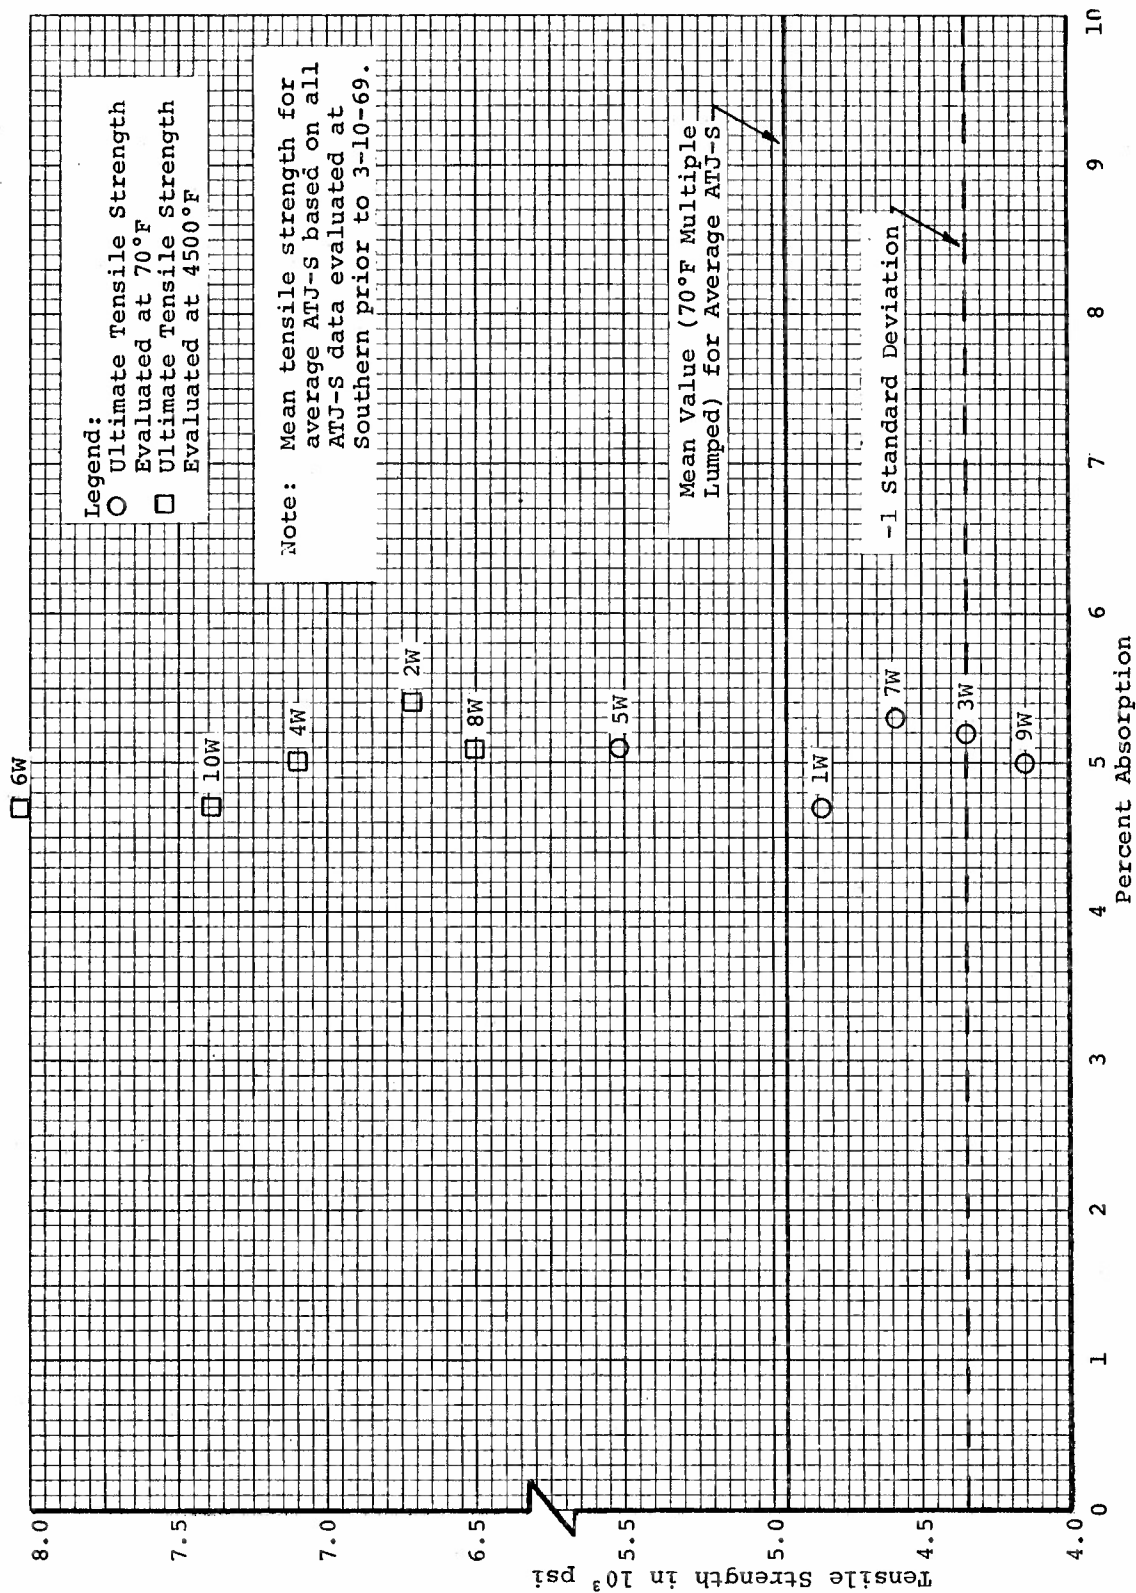 Legend:
○ Ultimate Tensile Strength
Evaluated at 70°F
□ Ultimate Tensile Strength
Evaluated at 4500°F
Note: Mean tensile strength for
average ATJ-S based on all
ATJ-S data evaluated at
Southern prior to 3-10-69.
Mean Value (70°F Multiple
Lumped) for Average ATJ-S
-1 Standard Deviation
6W
10W
4W
2W
8W
5W
1W
7W
3W
9W
Tensile Strength in 10³ psi
8.0
7.5
7.0
6.5
5.5
5.0
4.5
4.0
0
1
2
3
4
5
6
7
8
9
10
Percent Absorption